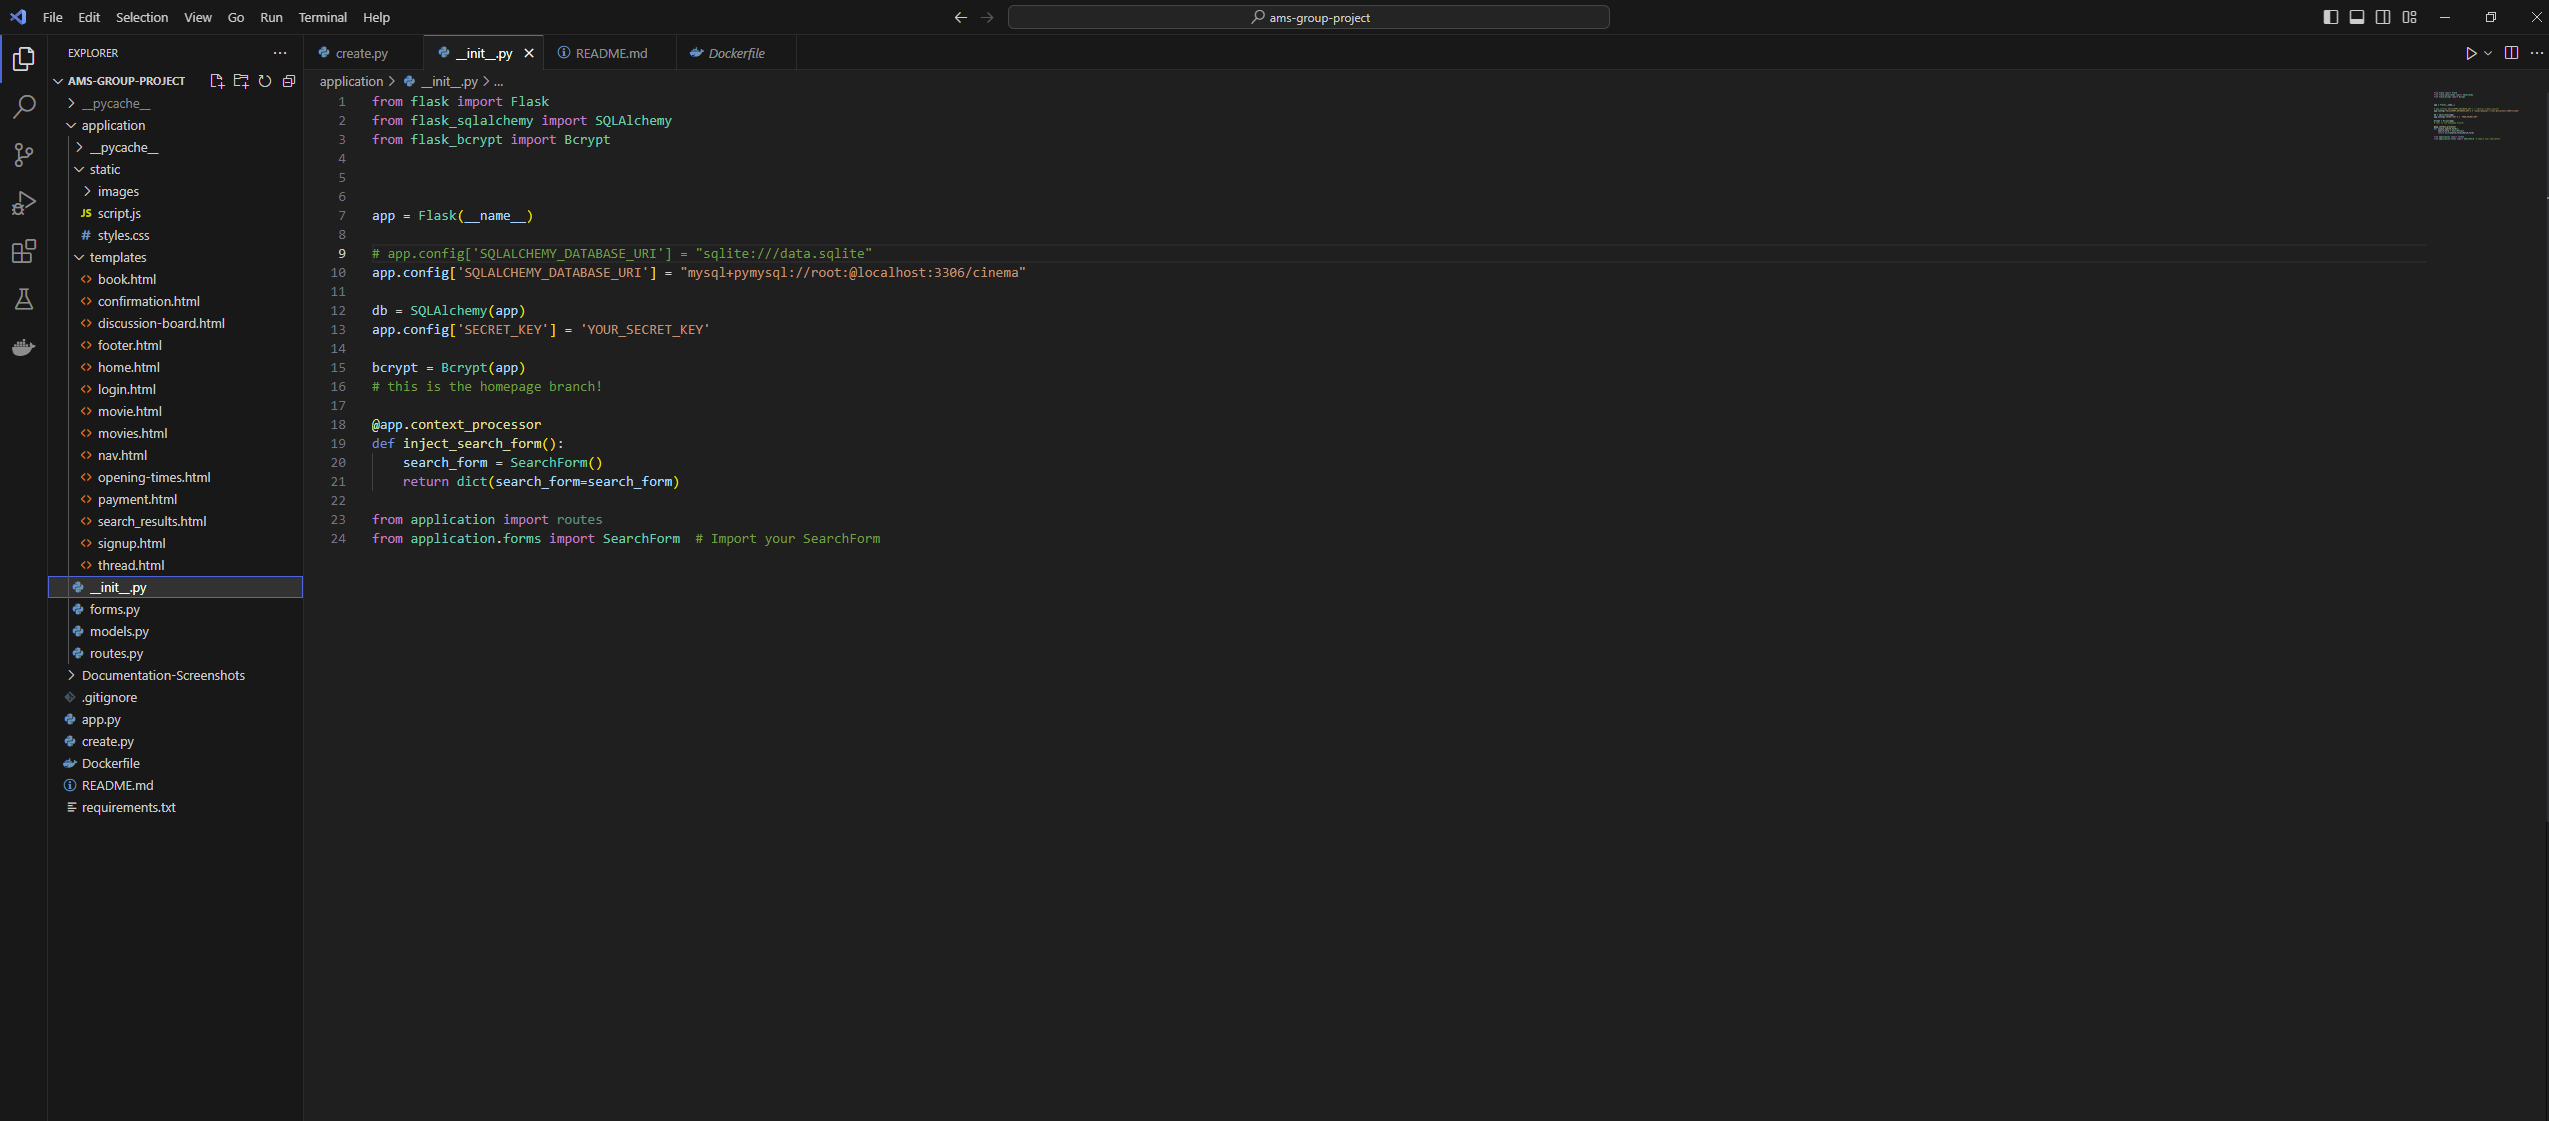 File Edit Selection View Go Run Terminal Help
ams-group-project
EXPLORER
AMS-GROUP-PROJECT
__pycache__
application
__pycache__
static
images
JS script.js
# styles.css
templates
<> book.html
<> confirmation.html
<> discussion-board.html
<> footer.html
<> home.html
<> login.html
<> movie.html
<> movies.html
<> nav.html
<> opening-times.html
<> payment.html
<> search_results.html
<> signup.html
<> thread.html
__init__.py
forms.py
models.py
routes.py
Documentation-Screenshots
.gitignore
app.py
create.py
Dockerfile
README.md
requirements.txt
create.py __init__.py README.md Dockerfile
application > __init__.py > ...
1 from flask import Flask
2 from flask_sqlalchemy import SQLAlchemy
3 from flask_bcrypt import Bcrypt
4
5
6
7 app = Flask(__name__)
8
9 # app.config['SQLALCHEMY_DATABASE_URI'] = "sqlite:///data.sqlite"
10 app.config['SQLALCHEMY_DATABASE_URI'] = "mysql+pymysql://root:@localhost:3306/cinema"
11
12 db = SQLAlchemy(app)
13 app.config['SECRET_KEY'] = 'YOUR_SECRET_KEY'
14
15 bcrypt = Bcrypt(app)
16 # this is the homepage branch!
17
18 @app.context_processor
19 def inject_search_form():
20     search_form = SearchForm()
21     return dict(search_form=search_form)
22
23 from application import routes
24 from application.forms import SearchForm  # Import your SearchForm